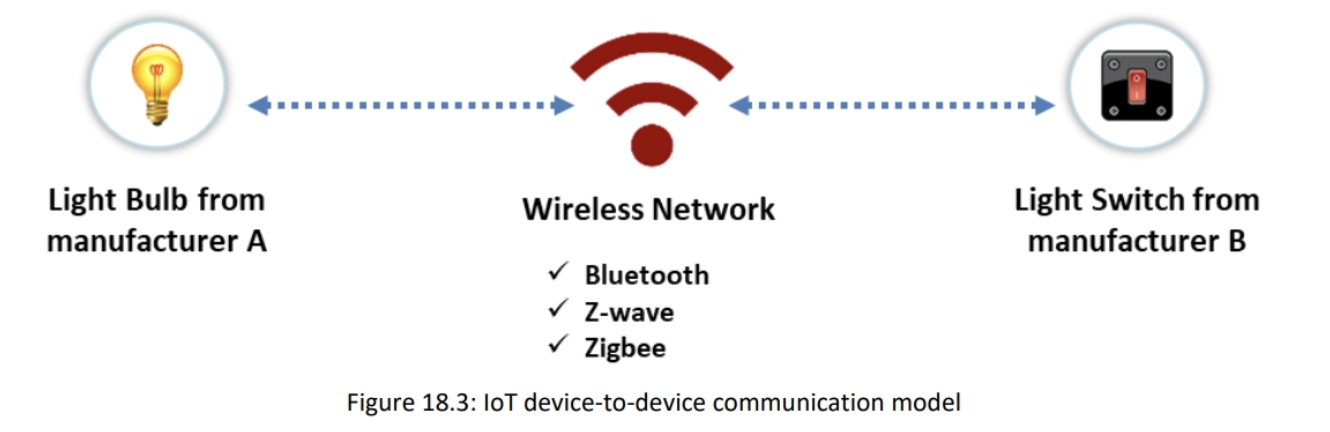 Light Bulb from
manufacturer A
Wireless Network
✓ Bluetooth
✓ Z-wave
✓ Zigbee
Light Switch from
manufacturer B
Figure 18.3: IoT device-to-device communication model